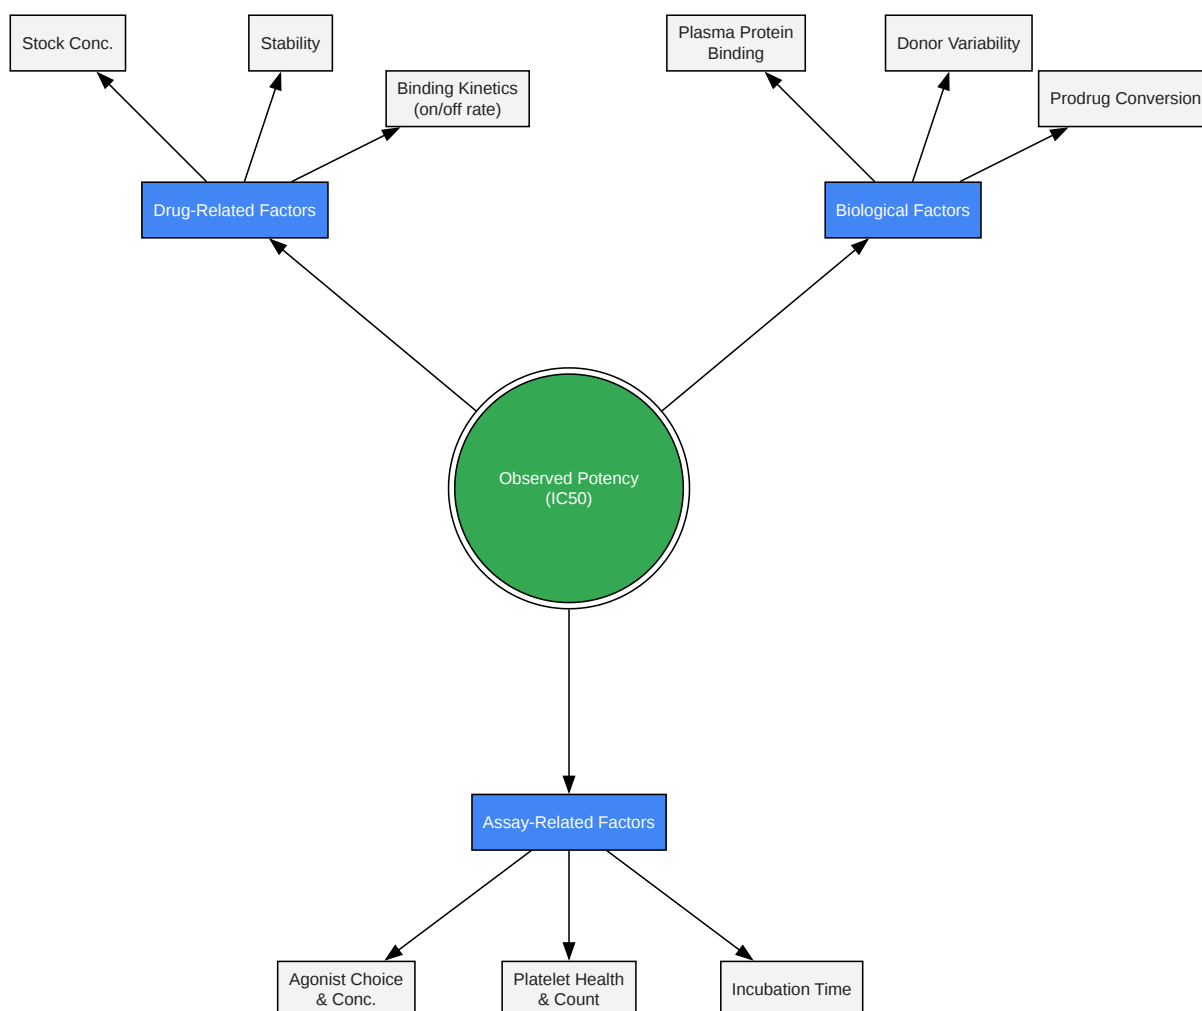 Stock Conc.
Stability
Binding Kinetics
(on/off rate)
Plasma Protein
Binding
Donor Variability
Prodrug Conversion
Drug-Related Factors
Biological Factors
Observed Potency
(IC50)
Assay-Related Factors
Agonist Choice
& Conc.
Platelet Health
& Count
Incubation Time